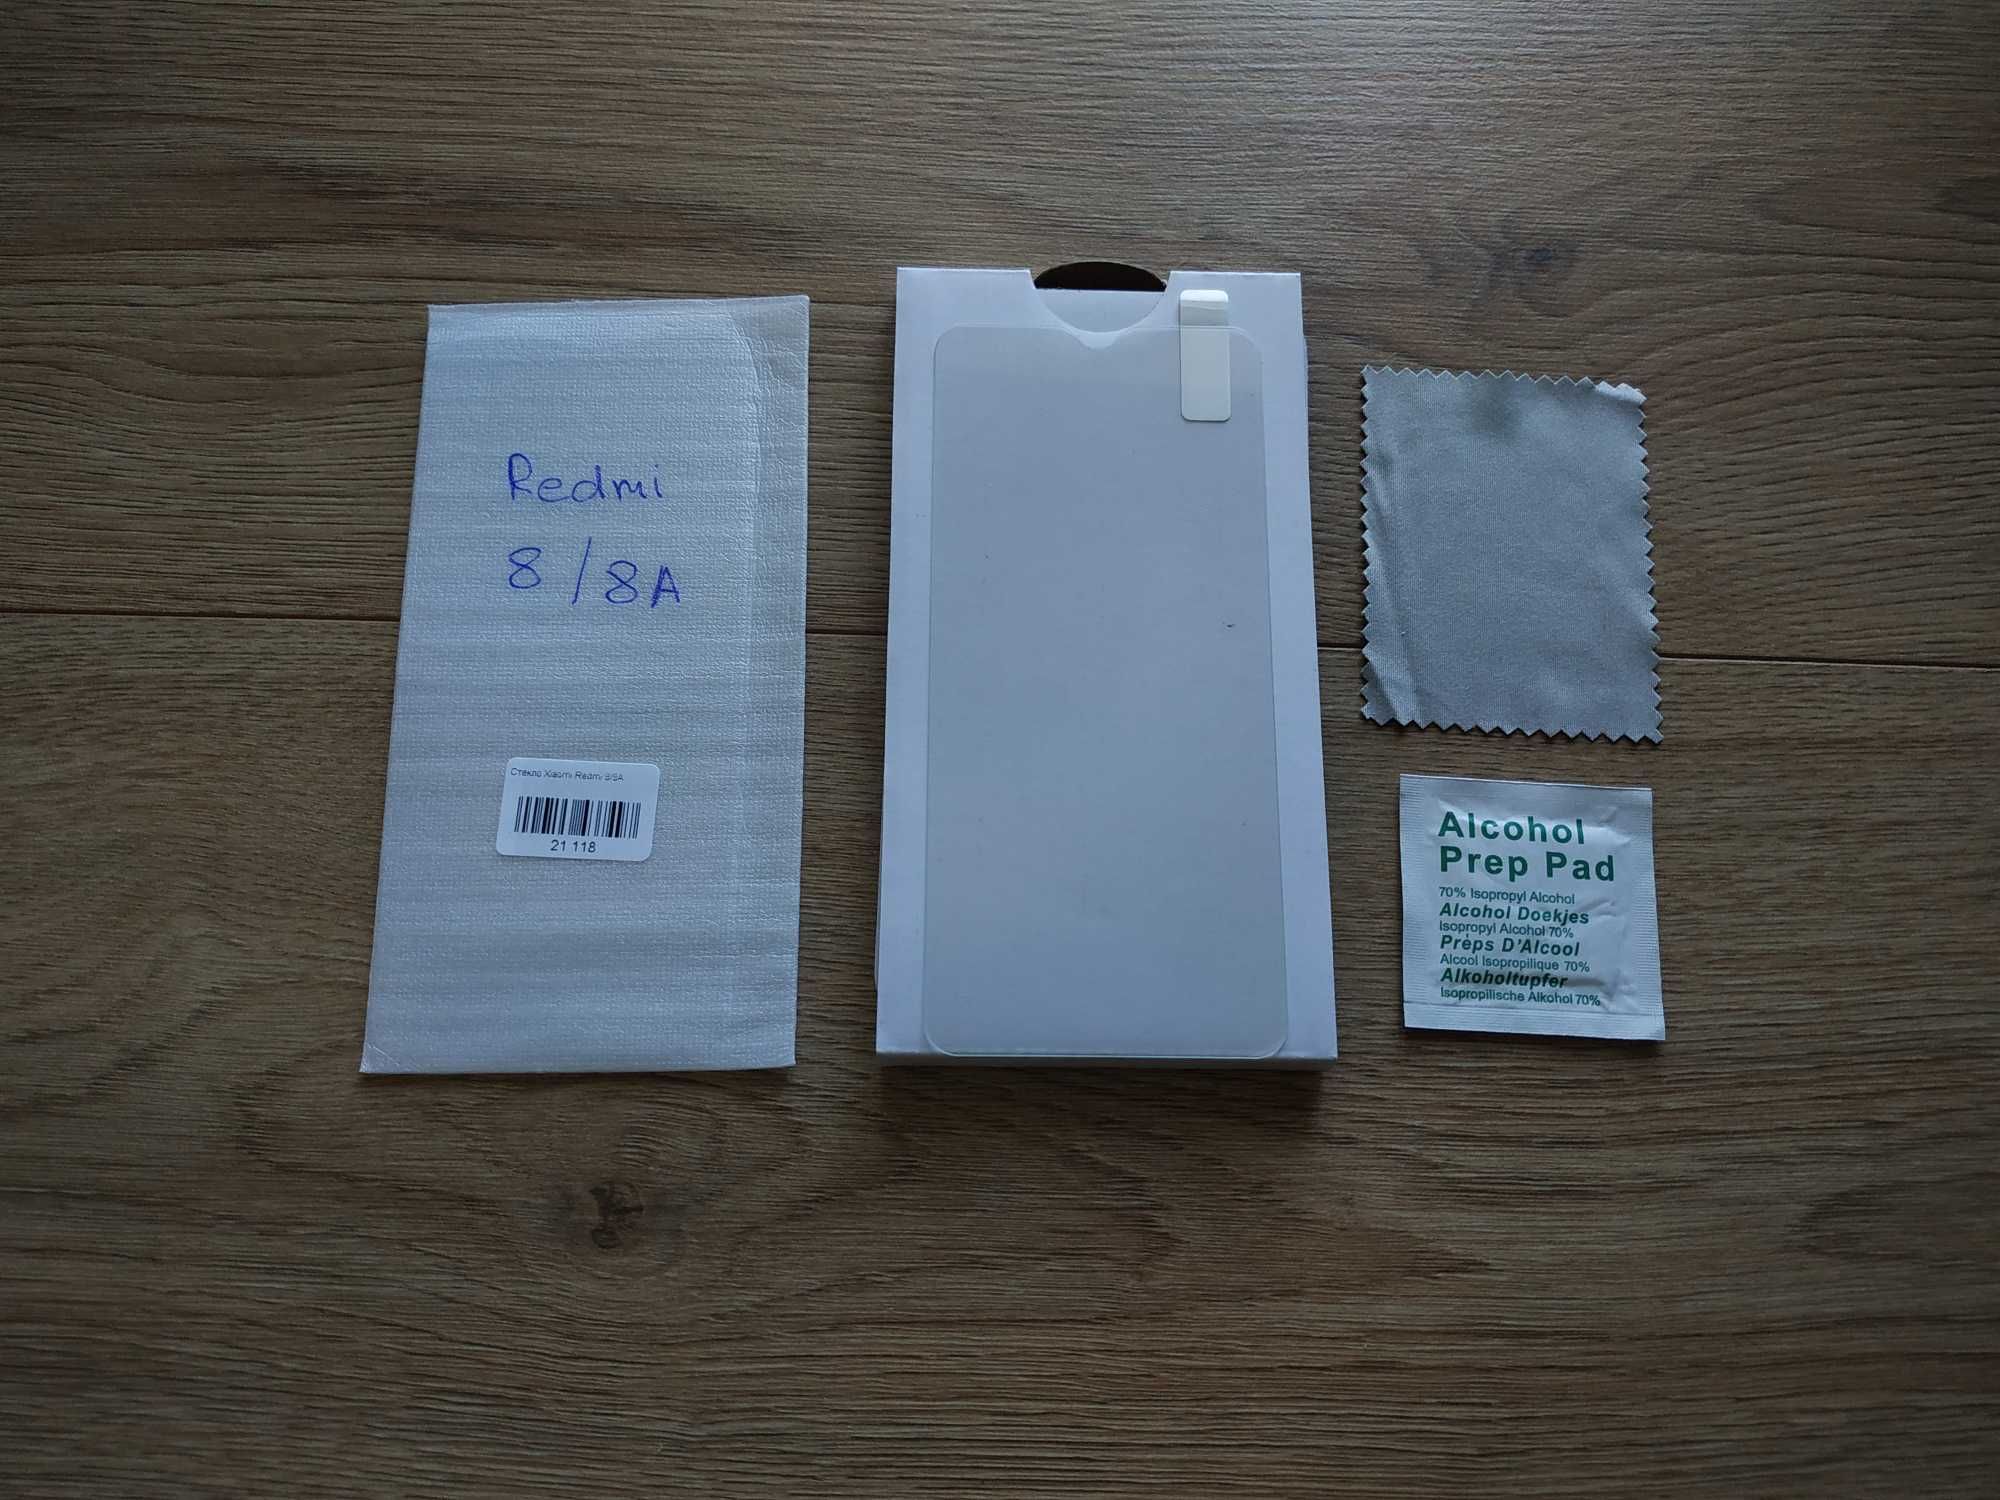 Redmi
8/8A
Стекло Xiaomi Redmi 8/8A
21 118
Alcohol
Prep Pad
70% Isopropyl Alcohol
Alcohol Doekjes
Isopropyl Alcohol 70%
Prèps D'Alcool
Alcool Isopropilique 70%
Alkoholtupfer
Isopropilische Alkohol 70%